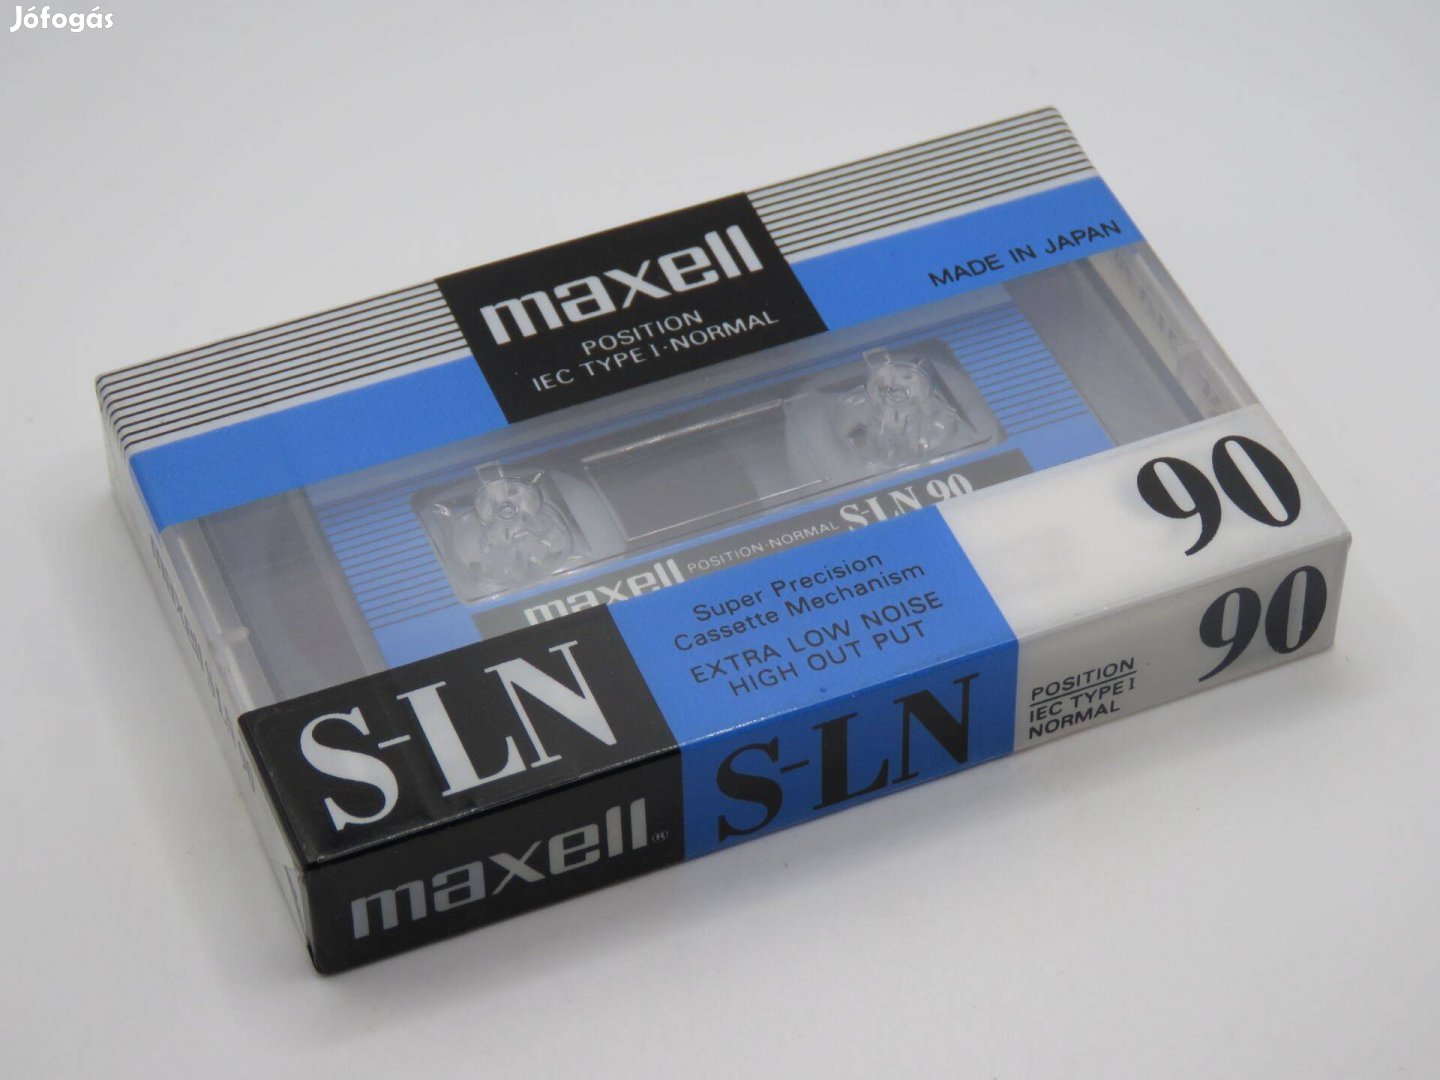 Jófogás
maxell
POSITION
IEC TYPE I·NORMAL
MADE IN JAPAN
maxell POSITION·NORMAL S-LN 90
S-LN
Super Precision
Cassette Mechanism
EXTRA LOW NOISE
HIGH OUT PUT
90
maxell®
S-LN
POSITION
IEC TYPE I
NORMAL
90